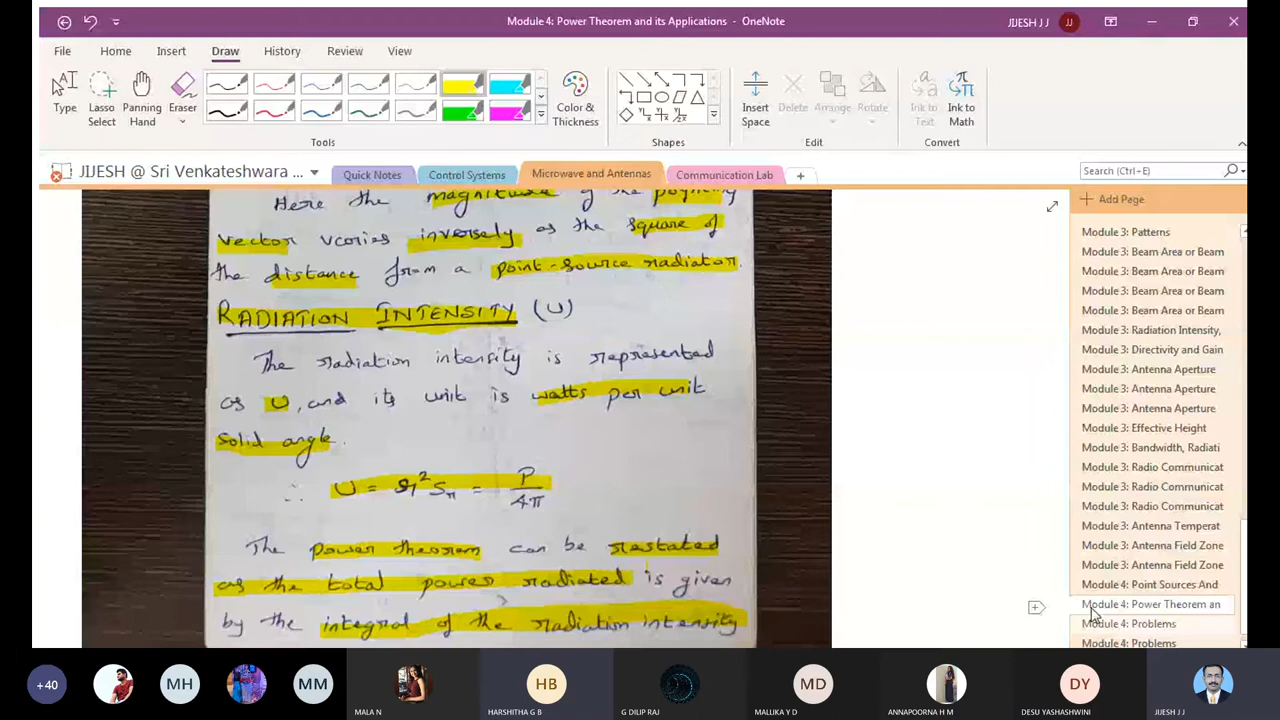 Module 4: Power Theorem and its Applications - OneNote
JIJESH J J
JJ
File
Home
Insert
Draw
History
Review
View
Type
Lasso Select
Panning Hand
Eraser
Color & Thickness
Insert Space
Delete
Arrange
Rotate
Ink to Text
Ink to Math
Tools
Shapes
Edit
Convert
JIJESH @ Sri Venkateshwara ...
Quick Notes
Control Systems
Microwave and Antennas
Communication Lab
Search (Ctrl+E)
Here the magnitude of the poynting
vector varies inversely as the square of
the distance from a point-source radiator.
RADIATION INTENSITY (U)
The radiation intensity is represented
as U, and its unit is watts per unit
solid angle.
∴ U = r² Sr = P/4π
The power theorem can be restated
as the total power radiated is given
by the integral of the radiation intensity
Add Page
Module 3: Patterns
Module 3: Beam Area or Beam
Module 3: Beam Area or Beam
Module 3: Beam Area or Beam
Module 3: Beam Area or Beam
Module 3: Radiation Intensity,
Module 3: Directivity and Gain
Module 3: Antenna Aperture
Module 3: Antenna Aperture
Module 3: Antenna Aperture
Module 3: Effective Height
Module 3: Bandwidth, Radiati
Module 3: Radio Communicat
Module 3: Radio Communicat
Module 3: Radio Communicat
Module 3: Antenna Temperat
Module 3: Antenna Field Zone
Module 3: Antenna Field Zone
Module 4: Point Sources And
Module 4: Power Theorem an
Module 4: Problems
Module 4: Problems
+40
MH
MM
MALA N
HB
HARSHITHA G B
G DILIP RAJ
MD
MALLIKA Y D
ANNAPOORNA H M
DY
DESU YASHASHWINI
JIJESH J J